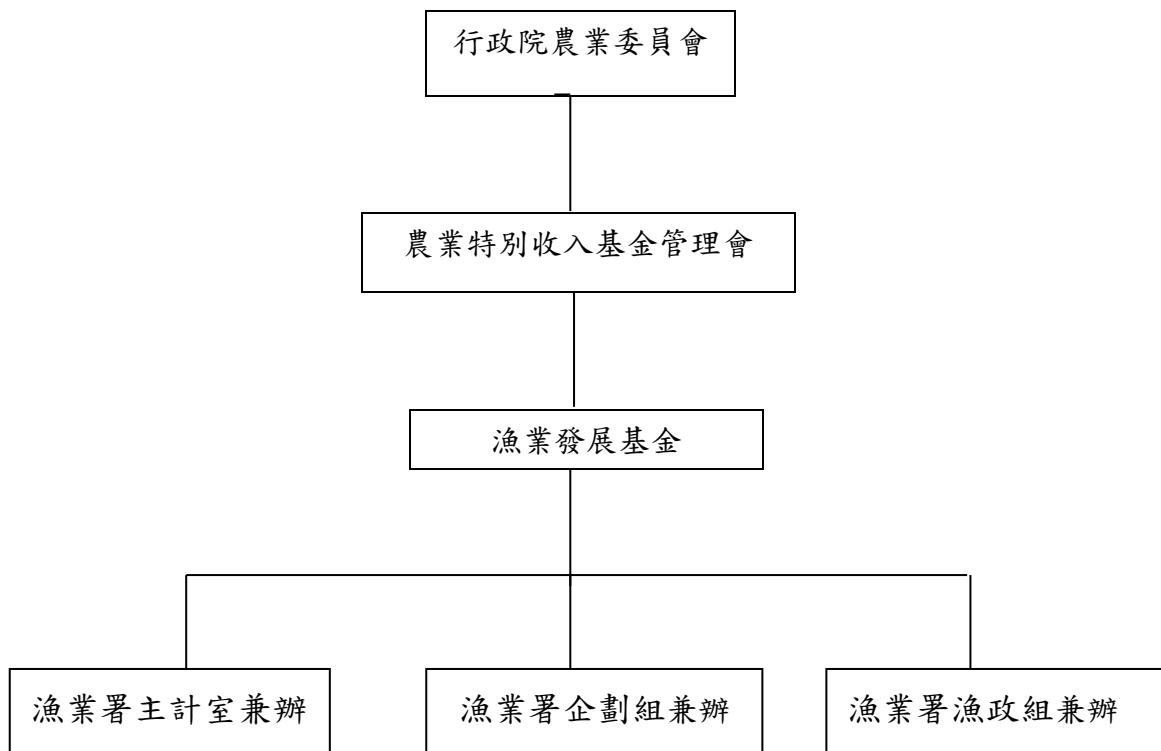 行政院農業委員會
農業特別收入基金管理會
漁業發展基金
漁業署主計室兼辦
漁業署企劃組兼辦
漁業署漁政組兼辦